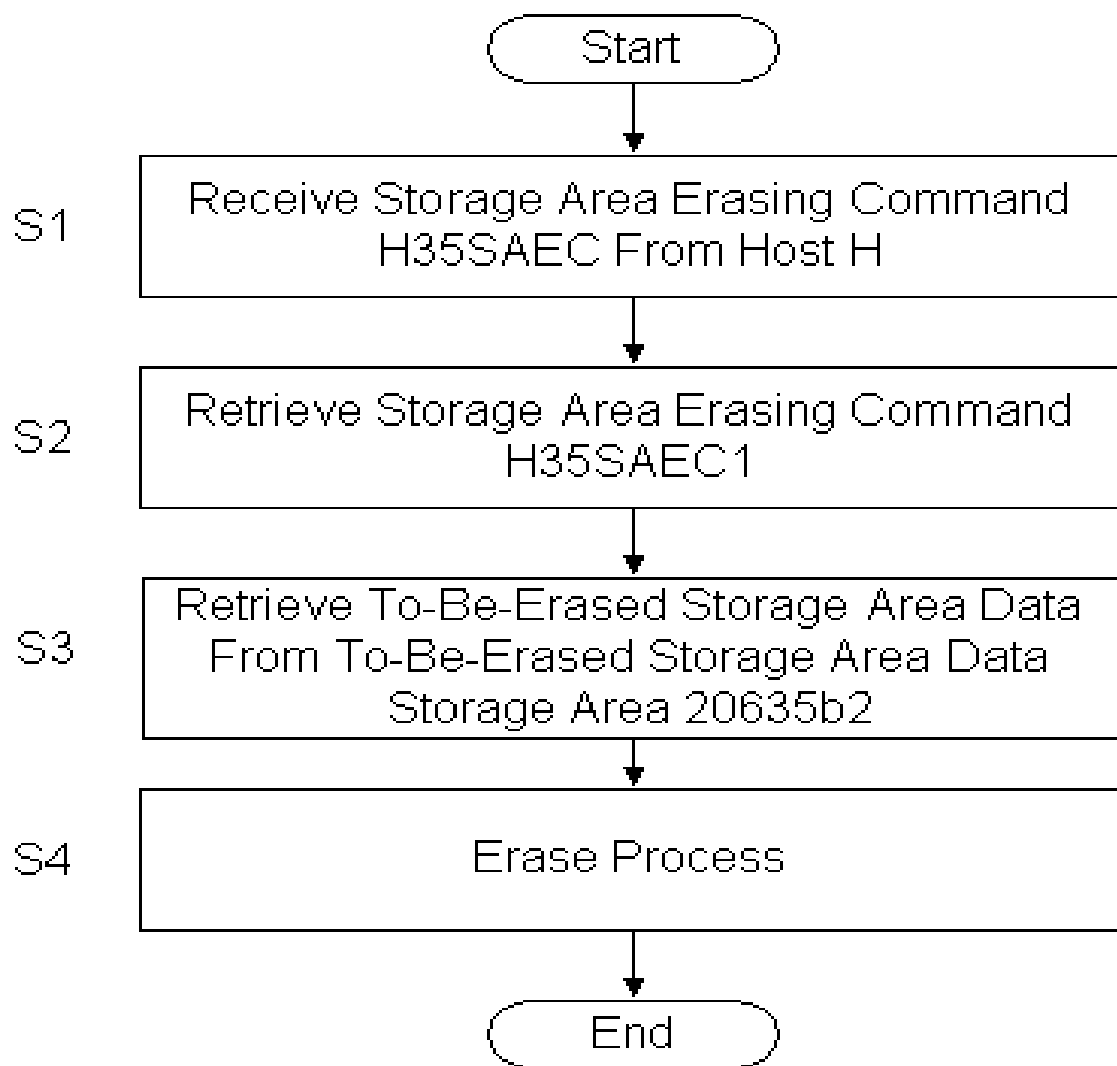 Start
S1
Receive Storage Area Erasing Command
H35SAEC From Host H
S2
Retrieve Storage Area Erasing Command
H35SAEC1
S3
Retrieve To-Be-Erased Storage Area Data
From To-Be-Erased Storage Area Data
Storage Area 20635b2
S4
Erase Process
End